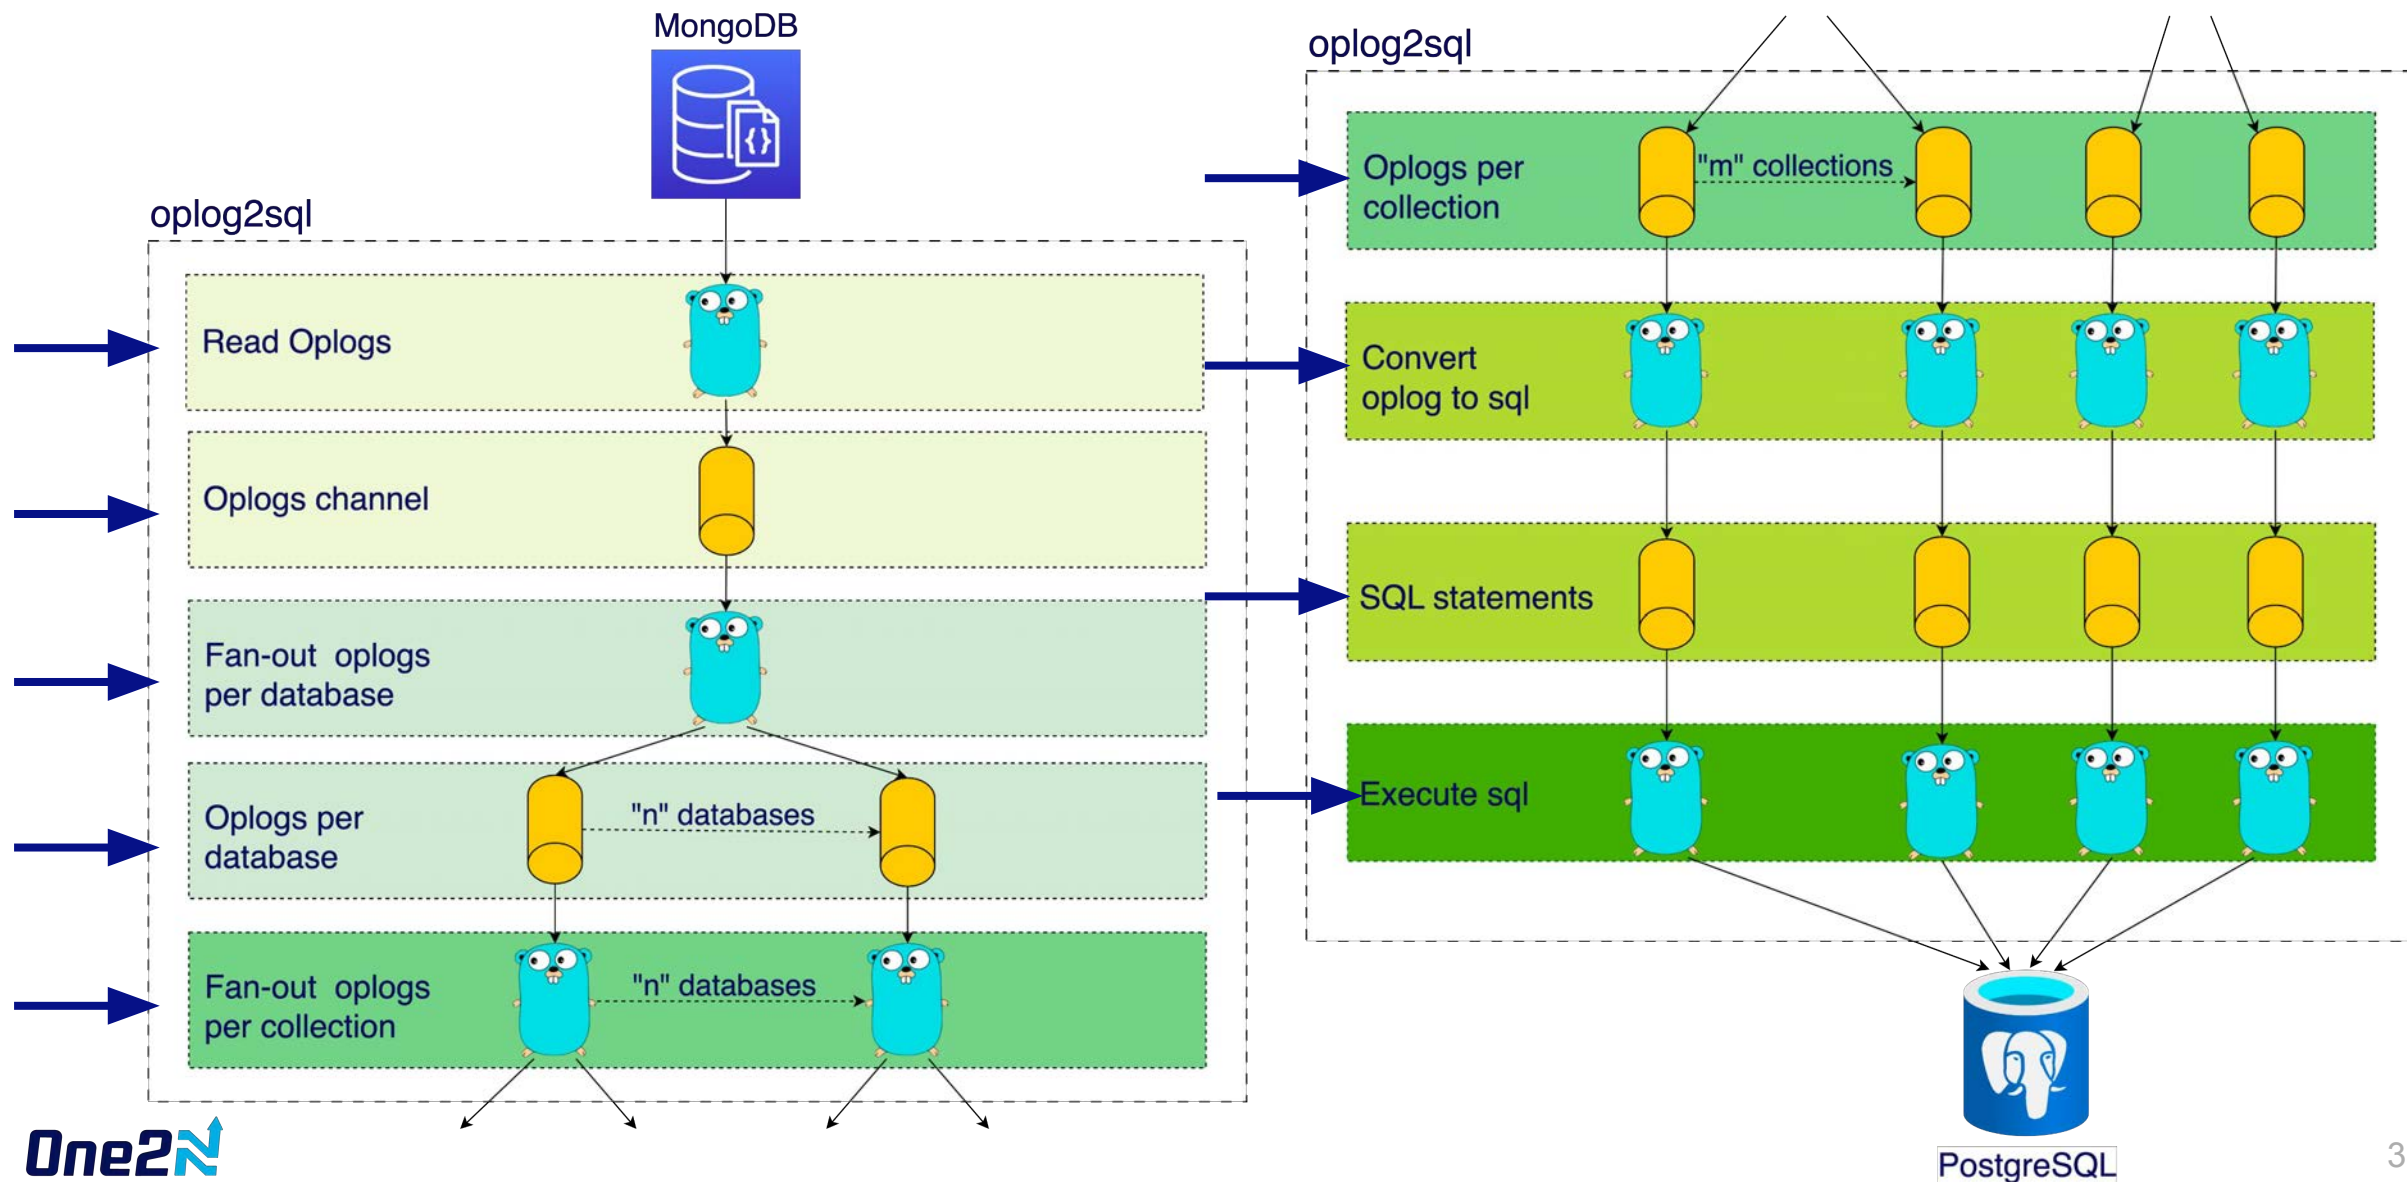 MongoDB
oplog2sql
Read Oplogs
Oplogs channel
Fan-out oplogs
per database
Oplogs per
database
"n" databases
Fan-out oplogs
per collection
"n" databases
One2N
oplog2sql
Oplogs per
collection
"m" collections
Convert
oplog to sql
SQL statements
Execute sql
PostgreSQL
3